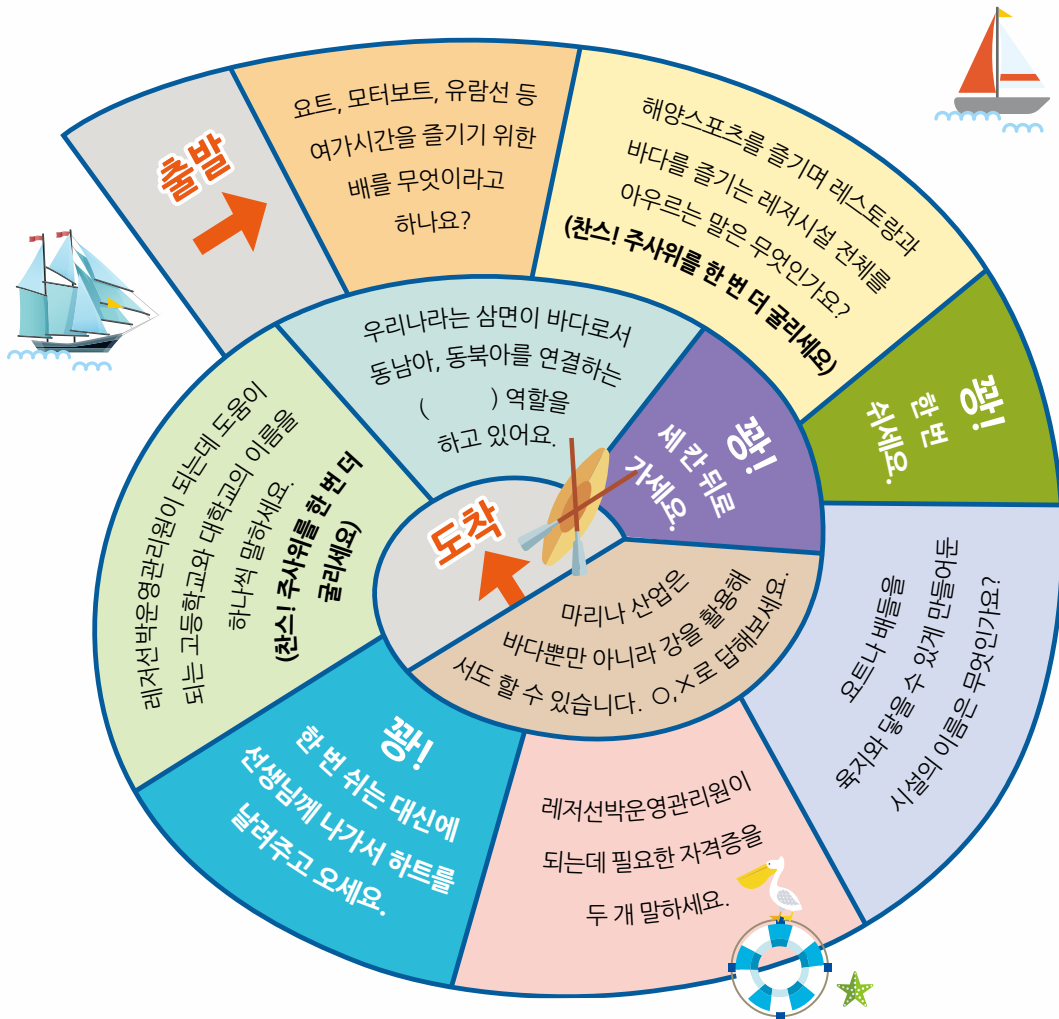 출발
요트, 모터보트, 유람선 등
여가시간을 즐기기 위한
배를 무엇이라고
하나요?
해양스포츠를 즐기며 레스토랑과
바다를 즐기는 레저시설 전체를
아우르는 말은 무엇인가요?
(찬스! 주사위를 한 번 더 굴리세요)
꽝!
한 번
쉬세요.
요트나 배들을
육지와 닿을 수 있게 만들어둔
시설의 이름은 무엇인가요?
레저선박운영관리원이
되는데 필요한 자격증을
두 개 말하세요.
꽝!
한 번 쉬는 대신에
선생님께 나가서 하트를
날려주고 오세요.
레저선박운영관리원이 되는데 도움이
되는 고등학교와 대학교의 이름을
하나씩 말하세요.
(찬스! 주사위를 한 번 더
굴리세요)
우리나라는 삼면이 바다로서
동남아, 동북아를 연결하는
(          ) 역할을
하고 있어요.
꽝!
세 칸 뒤로
가세요.
마리나 산업은
바다뿐만 아니라 강을 활용해
서도 할 수 있습니다. ○,×로 답해보세요.
도착